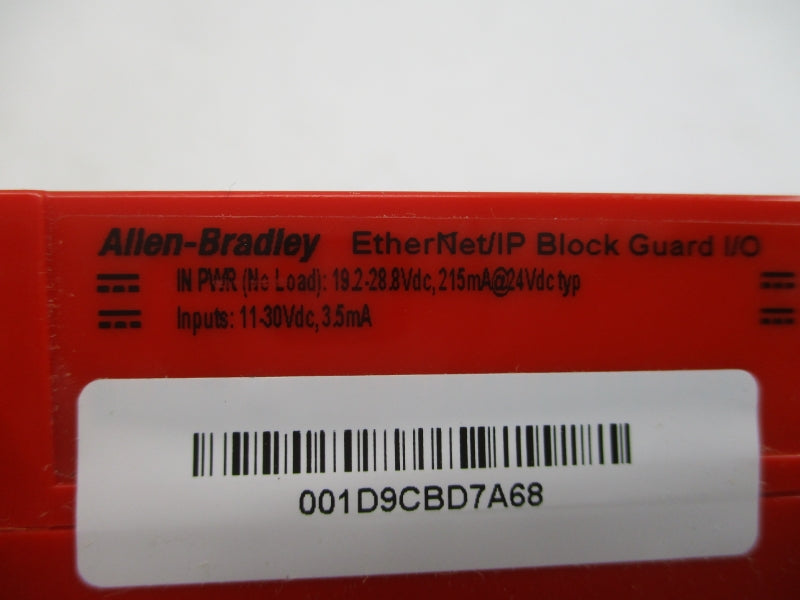 Allen-Bradley EtherNet/IP Block Guard I/O
IN PWR (No Load): 19.2-28.8Vdc, 215mA@24Vdc typ
Inputs: 11-30Vdc, 3.5mA
001D9CBD7A68